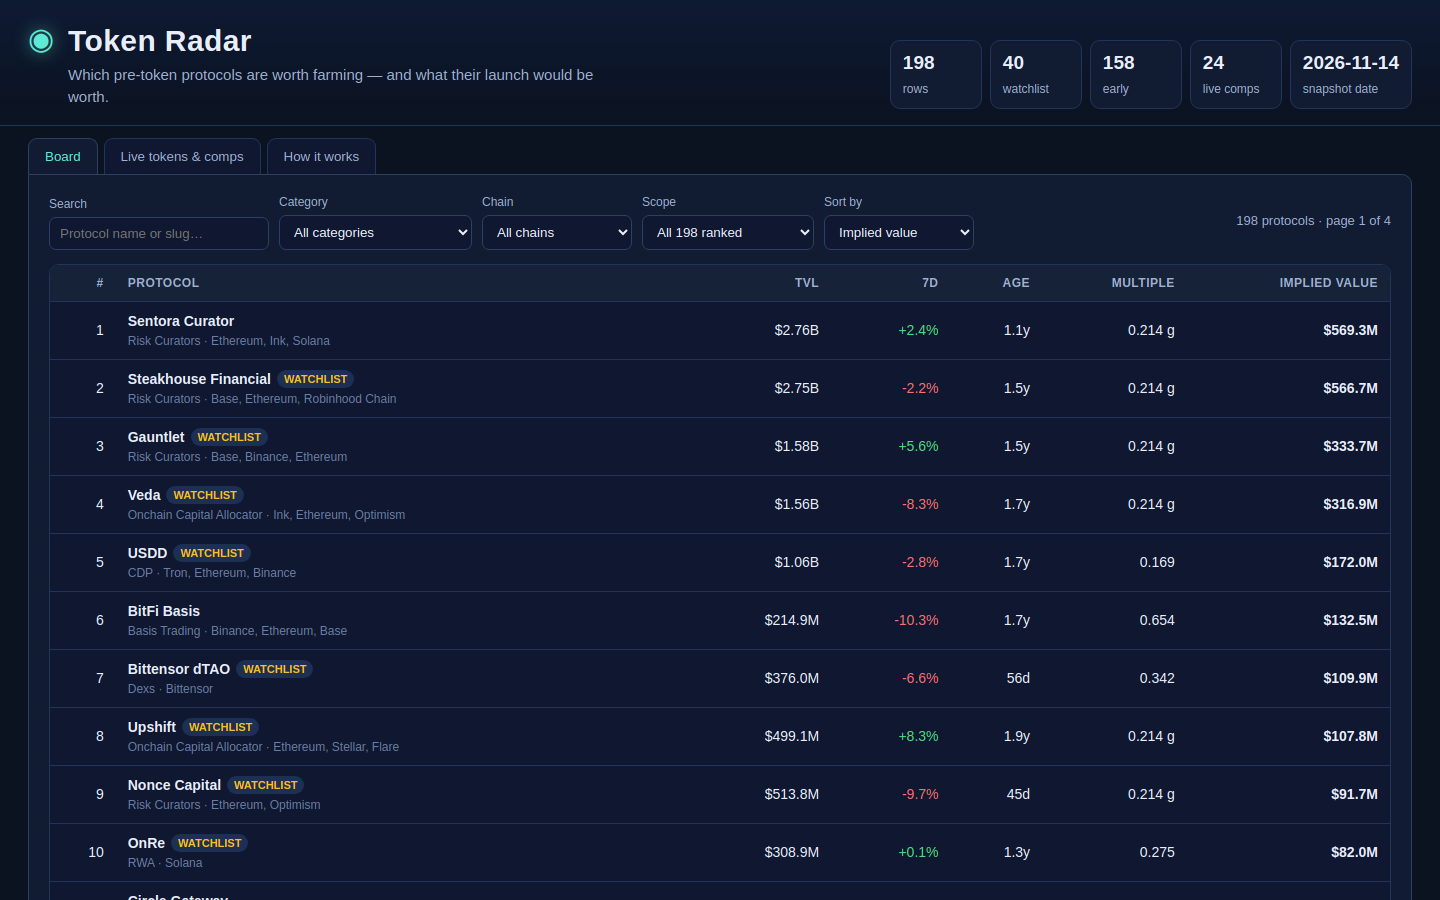 Token Radar
Which pre-token protocols are worth farming — and what their launch would be
worth.
198
rows
40
watchlist
158
early
24
live comps
2026-11-14
snapshot date
Board
Live tokens & comps
How it works
Search
Protocol name or slug…
Category
All categories
Chain
All chains
Scope
All 198 ranked
Sort by
Implied value
198 protocols · page 1 of 4
# PROTOCOL TVL 7D AGE MULTIPLE IMPLIED VALUE
1 Sentora Curator $2.76B +2.4% 1.1y 0.214 g $569.3M
Risk Curators · Ethereum, Ink, Solana
2 Steakhouse Financial WATCHLIST $2.75B -2.2% 1.5y 0.214 g $566.7M
Risk Curators · Base, Ethereum, Robinhood Chain
3 Gauntlet WATCHLIST $1.58B +5.6% 1.5y 0.214 g $333.7M
Risk Curators · Base, Binance, Ethereum
4 Veda WATCHLIST $1.56B -8.3% 1.7y 0.214 g $316.9M
Onchain Capital Allocator · Ink, Ethereum, Optimism
5 USDD WATCHLIST $1.06B -2.8% 1.7y 0.169 $172.0M
CDP · Tron, Ethereum, Binance
6 BitFi Basis $214.9M -10.3% 1.7y 0.654 $132.5M
Basis Trading · Binance, Ethereum, Base
7 Bittensor dTAO WATCHLIST $376.0M -6.6% 56d 0.342 $109.9M
Dexs · Bittensor
8 Upshift WATCHLIST $499.1M +8.3% 1.9y 0.214 g $107.8M
Onchain Capital Allocator · Ethereum, Stellar, Flare
9 Nonce Capital WATCHLIST $513.8M -9.7% 45d 0.214 g $91.7M
Risk Curators · Ethereum, Optimism
10 OnRe WATCHLIST $308.9M +0.1% 1.3y 0.275 $82.0M
RWA · Solana
Circle Gateway